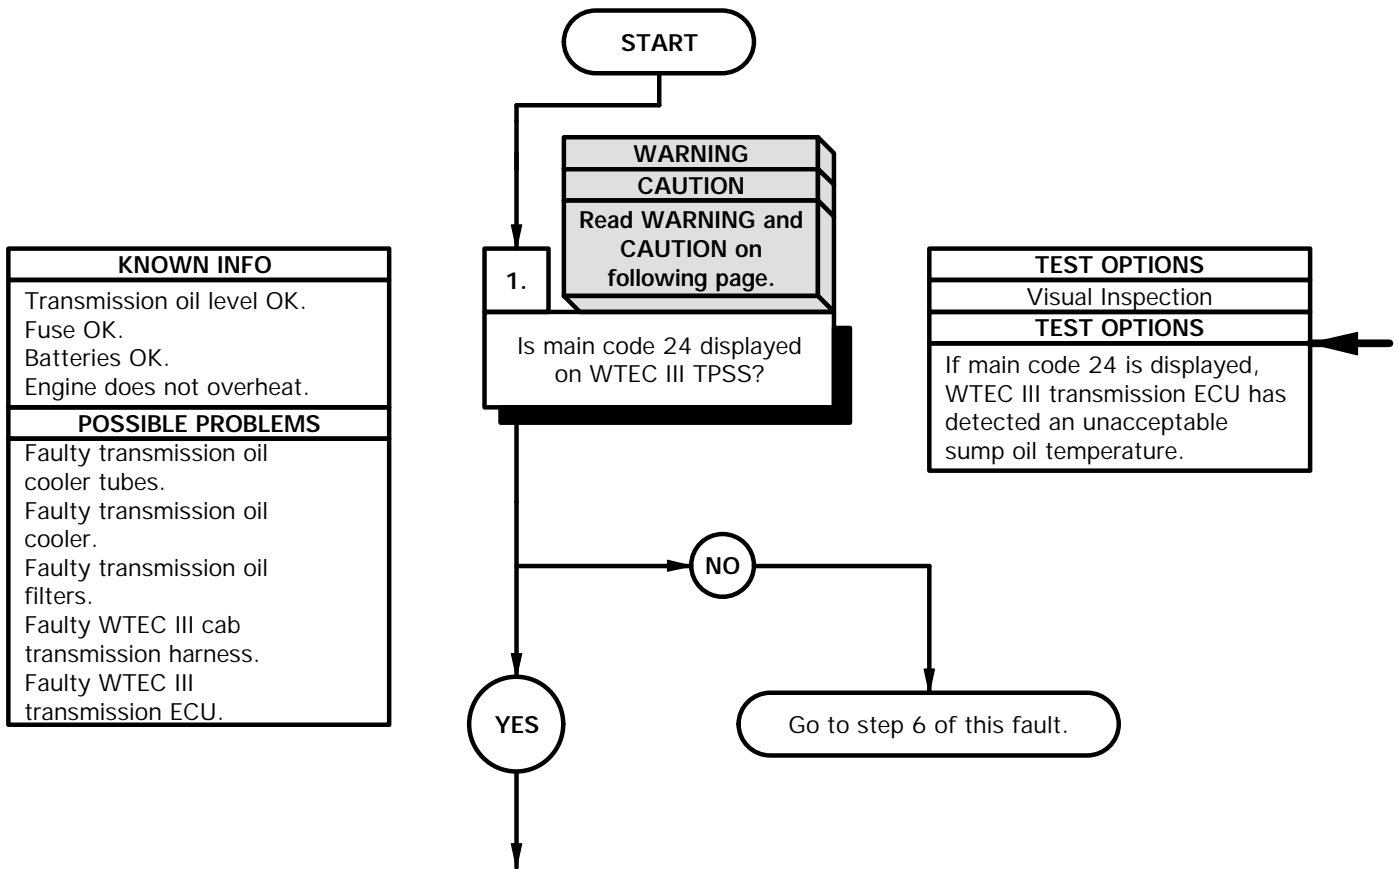 START
WARNING
CAUTION
Read WARNING and
CAUTION on
following page.
1.
Is main code 24 displayed
on WTEC III TPSS?
KNOWN INFO
Transmission oil level OK.
Fuse OK.
Batteries OK.
Engine does not overheat.
POSSIBLE PROBLEMS
Faulty transmission oil
cooler tubes.
Faulty transmission oil
cooler.
Faulty transmission oil
filters.
Faulty WTEC III cab
transmission harness.
Faulty WTEC III
transmission ECU.
TEST OPTIONS
Visual Inspection
TEST OPTIONS
If main code 24 is displayed,
WTEC III transmission ECU has
detected an unacceptable
sump oil temperature.
NO
YES
Go to step 6 of this fault.